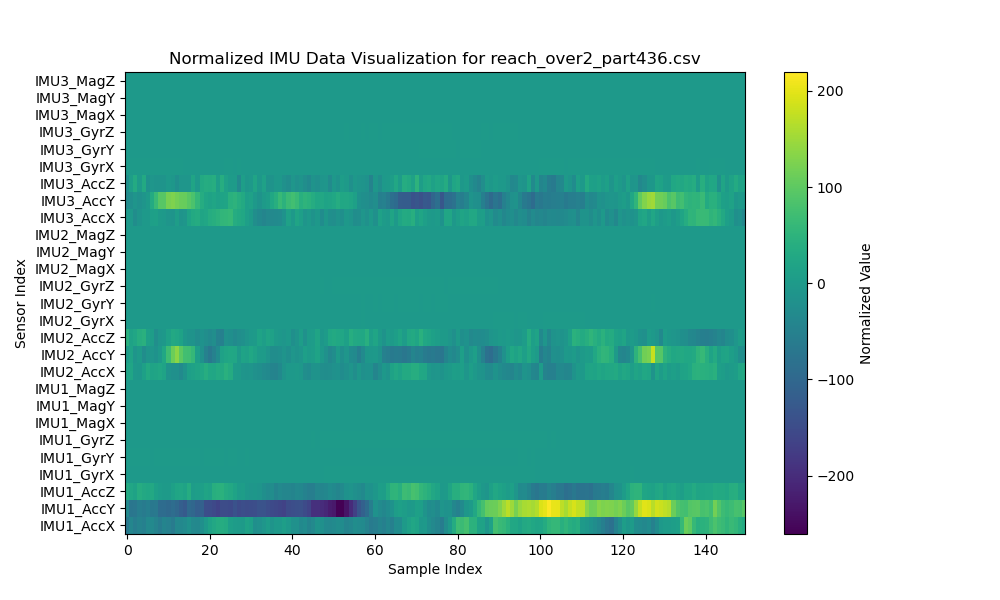 Normalized IMU Data Visualization for reach_over2_part436.csv
IMU3_MagZ
IMU3_MagY
IMU3_MagX
IMU3_GyrZ
IMU3_GyrY
IMU3_GyrX
IMU3_AccZ
IMU3_AccY
IMU3_AccX
IMU2_MagZ
IMU2_MagY
IMU2_MagX
IMU2_GyrZ
IMU2_GyrY
IMU2_GyrX
IMU2_AccZ
IMU2_AccY
IMU2_AccX
IMU1_MagZ
IMU1_MagY
IMU1_MagX
IMU1_GyrZ
IMU1_GyrY
IMU1_GyrX
IMU1_AccZ
IMU1_AccY
IMU1_AccX
Sensor Index
0 20 40 60 80 100 120 140
Sample Index
200
100
0
−100
−200
Normalized Value